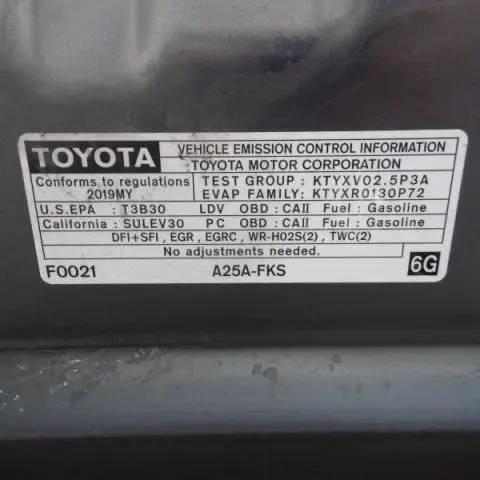 TOYOTA VEHICLE EMISSION CONTROL INFORMATION
TOYOTA MOTOR CORPORATION
Conforms to regulations TEST GROUP : KTYXV02.5P3A
2019MY EVAP FAMILY: KTYXR0130P72
U.S.EPA : T3B30 LDV OBD : CAII Fuel : Gasoline
California : SULEV30 PC OBD : CAII Fuel : Gasoline
DFI+SFI , EGR , EGRC , WR-HO2S(2) , TWC(2)
No adjustments needed.
F0021 A25A-FKS 6G